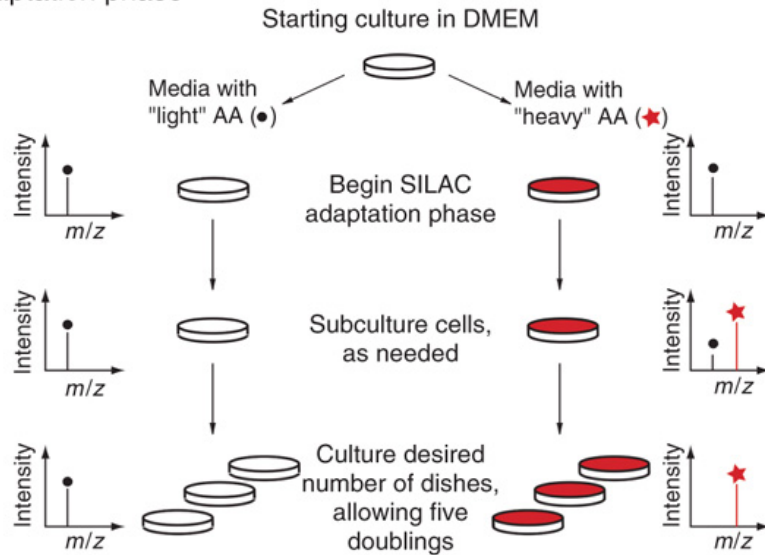 Starting culture in DMEM
Media with
"light" AA (●)
Media with
"heavy" AA (★)
Intensity
m/z
Begin SILAC
adaptation phase
Intensity
m/z
Intensity
m/z
Subculture cells,
as needed
Intensity
m/z
Intensity
m/z
Culture desired
number of dishes,
allowing five
doublings
Intensity
m/z